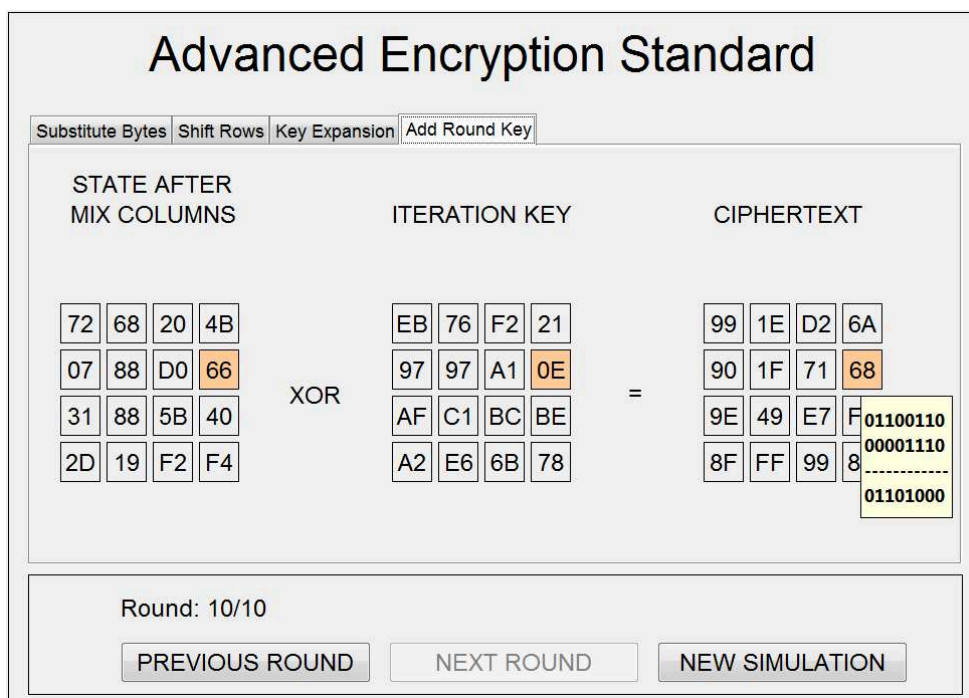 Advanced Encryption Standard
Substitute Bytes Shift Rows Key Expansion Add Round Key
STATE AFTER
MIX COLUMNS
ITERATION KEY
CIPHERTEXT
72 68 20 4B EB 76 F2 21 99 1E D2 6A
07 88 D0 66 97 97 A1 0E 90 1F 71 68
XOR =
31 88 5B 40 AF C1 BC BE 9E 49 E7 F
2D 19 F2 F4 A2 E6 6B 78 8F FF 99 8
01100110
00001110
------------
01101000
Round: 10/10
PREVIOUS ROUND NEXT ROUND NEW SIMULATION